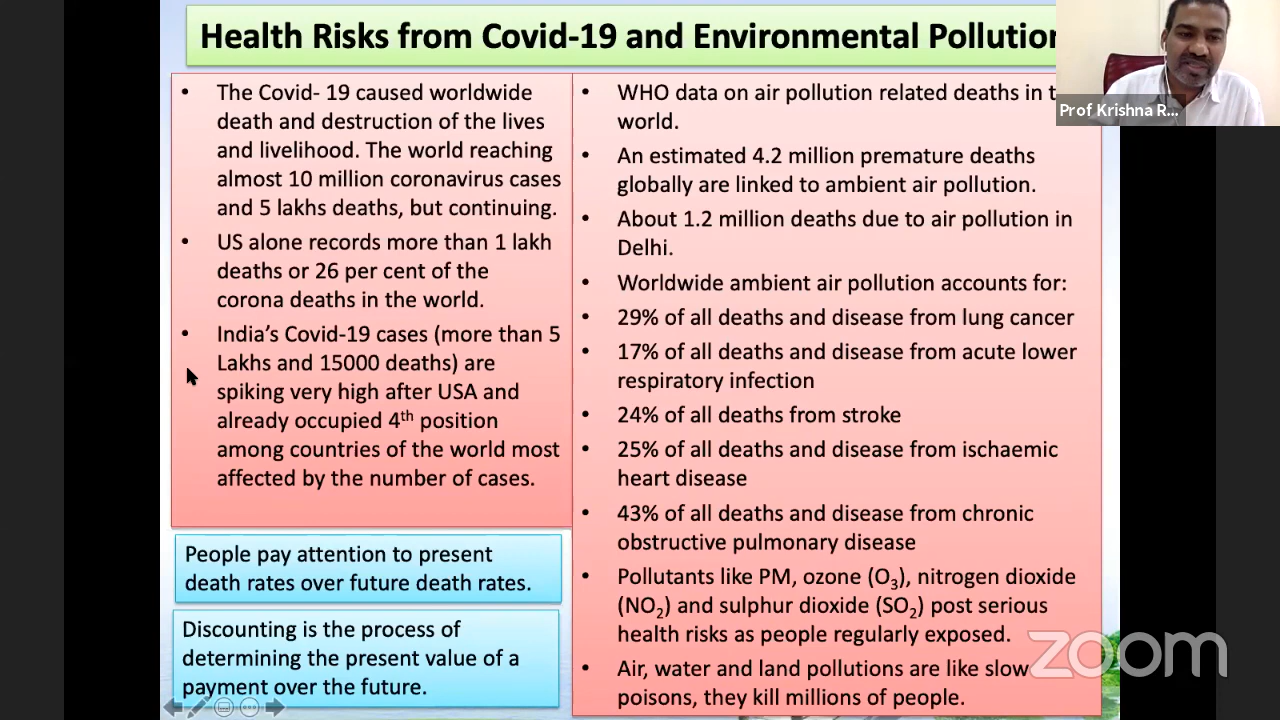 Health Risks from Covid-19 and Environmental Pollution
• The Covid- 19 caused worldwide
death and destruction of the lives
and livelihood. The world reaching
almost 10 million coronavirus cases
and 5 lakhs deaths, but continuing.
• US alone records more than 1 lakh
deaths or 26 per cent of the
corona deaths in the world.
• India’s Covid-19 cases (more than 5
Lakhs and 15000 deaths) are
spiking very high after USA and
already occupied 4th position
among countries of the world most
affected by the number of cases.
People pay attention to present
death rates over future death rates.
Discounting is the process of
determining the present value of a
payment over the future.
• WHO data on air pollution related deaths in t
world.
• An estimated 4.2 million premature deaths
globally are linked to ambient air pollution.
• About 1.2 million deaths due to air pollution in
Delhi.
• Worldwide ambient air pollution accounts for:
• 29% of all deaths and disease from lung cancer
• 17% of all deaths and disease from acute lower
respiratory infection
• 24% of all deaths from stroke
• 25% of all deaths and disease from ischaemic
heart disease
• 43% of all deaths and disease from chronic
obstructive pulmonary disease
• Pollutants like PM, ozone (O3), nitrogen dioxide
(NO2) and sulphur dioxide (SO2) post serious
health risks as people regularly exposed.
• Air, water and land pollutions are like slow
poisons, they kill millions of people.
Prof Krishna R...
zoom